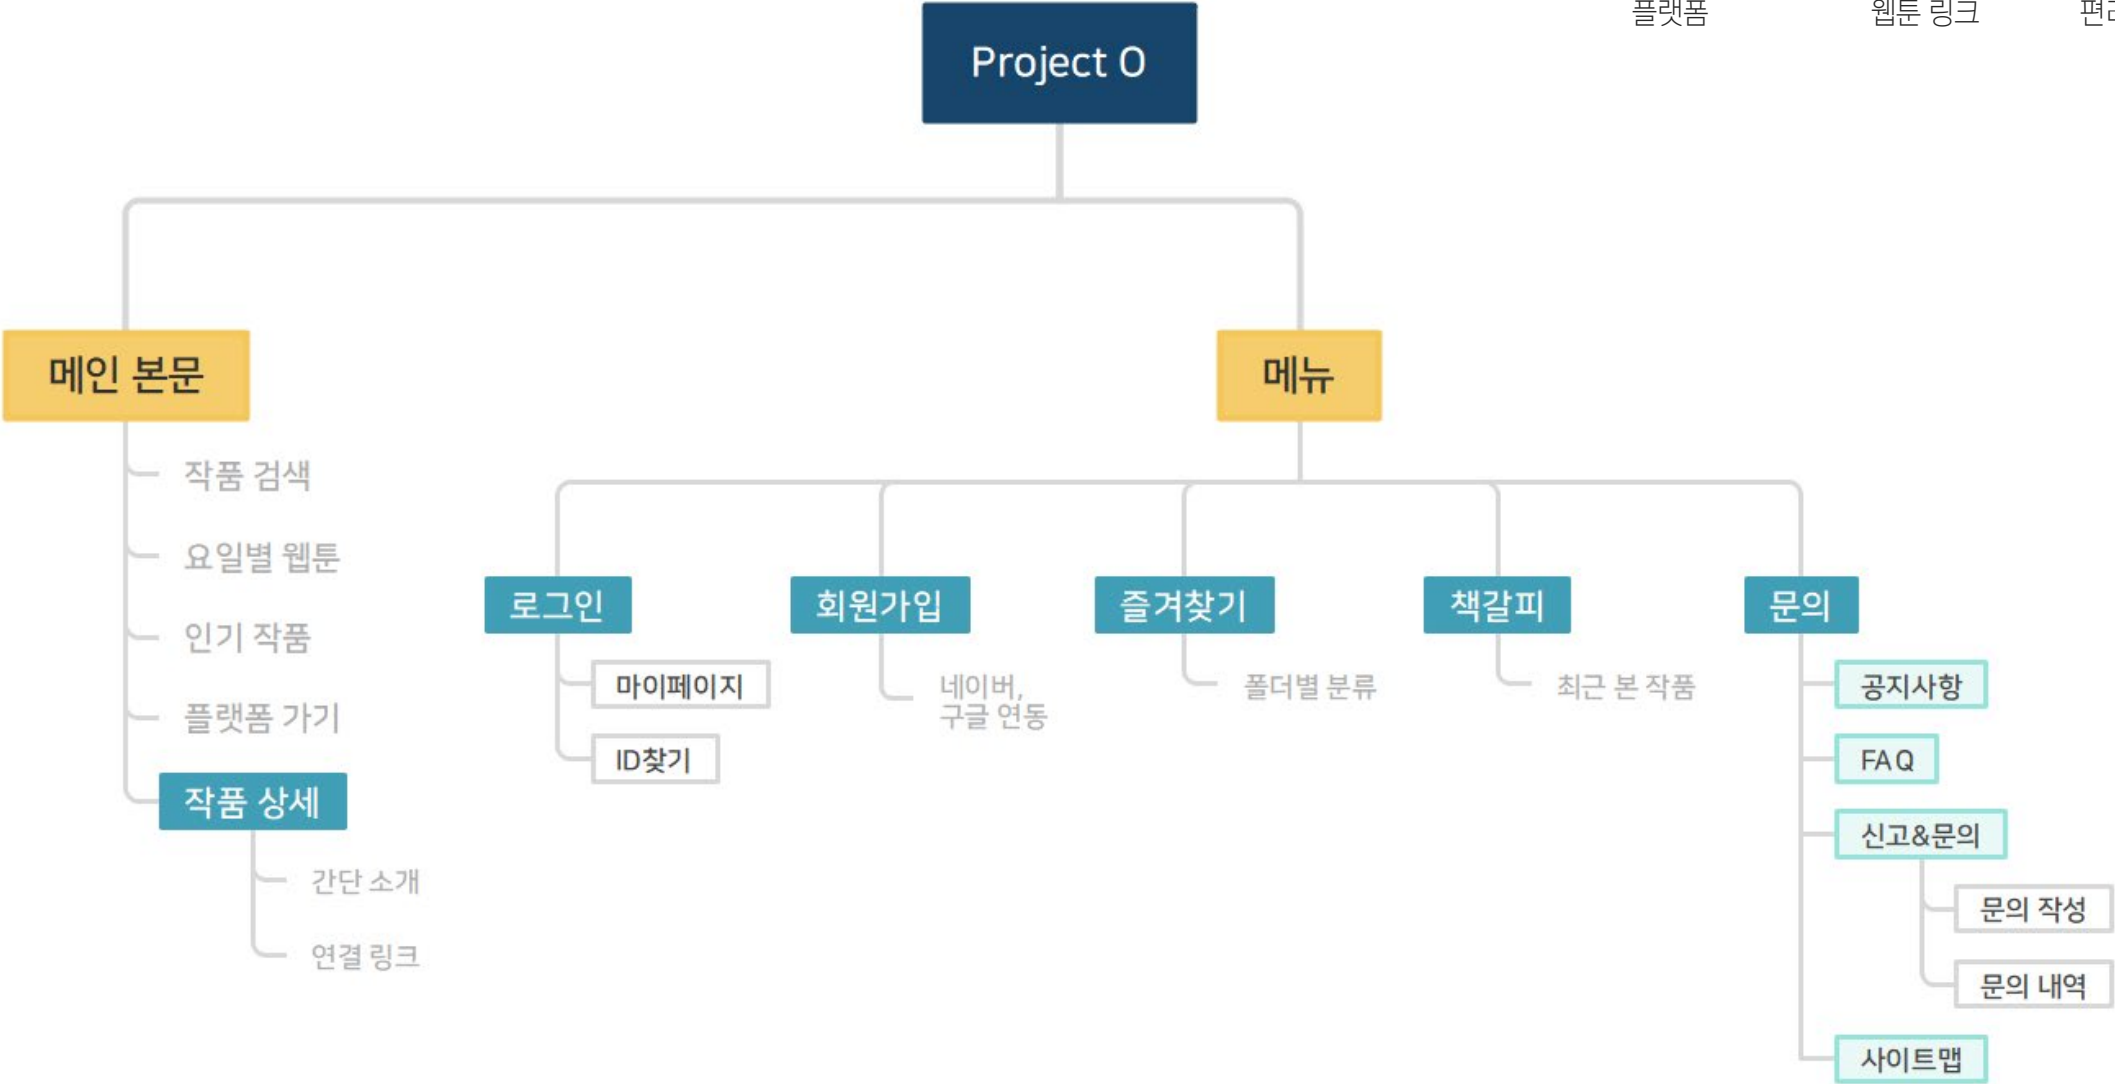 플랫폼
웹툰 링크
Project O
메인 본문
메뉴
작품 검색
요일별 웹툰
인기 작품
플랫폼 가기
작품 상세
간단 소개
연결 링크
로그인
마이페이지
ID찾기
회원가입
네이버,
구글 연동
즐겨찾기
폴더별 분류
책갈피
최근 본 작품
문의
공지사항
FAQ
신고&문의
문의 작성
문의 내역
사이트맵